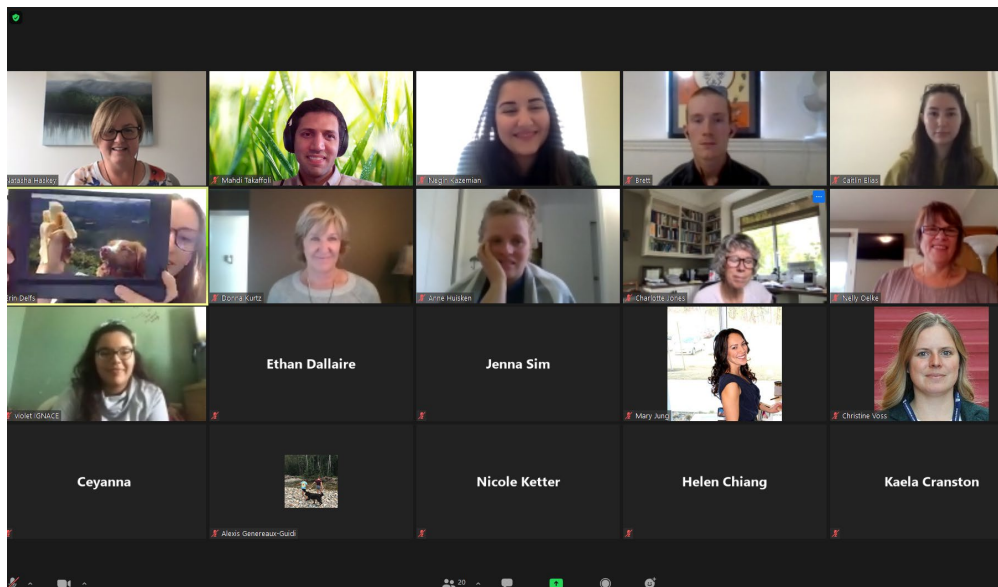 Natasha Haskey
Mahdi Takaffoli
Negin Kazemian
Brett
Caitlin Elias
Erin Delfs
Donna Kurtz
Anne Huisken
Charlotte Jones
Nelly Oelke
violet IGNACE
Ethan Dallaire
Jenna Sim
Mary Jung
Christine Voss
Ceyanna
Alexis Genereaux-Guidi
Nicole Ketter
Helen Chiang
Kaela Cranston
20